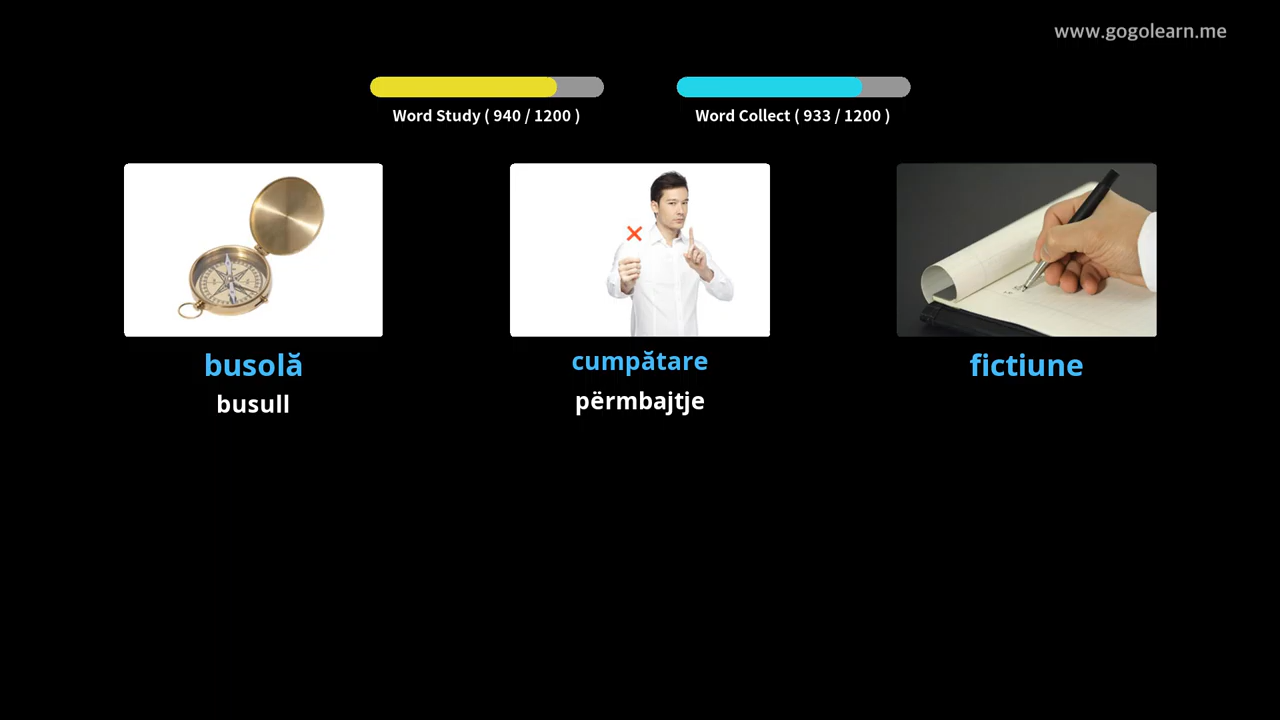 www.gogolearn.me
Word Study ( 940 / 1200 )
Word Collect ( 933 / 1200 )
busolă
busull
cumpătare
përmbajtje
fictiune